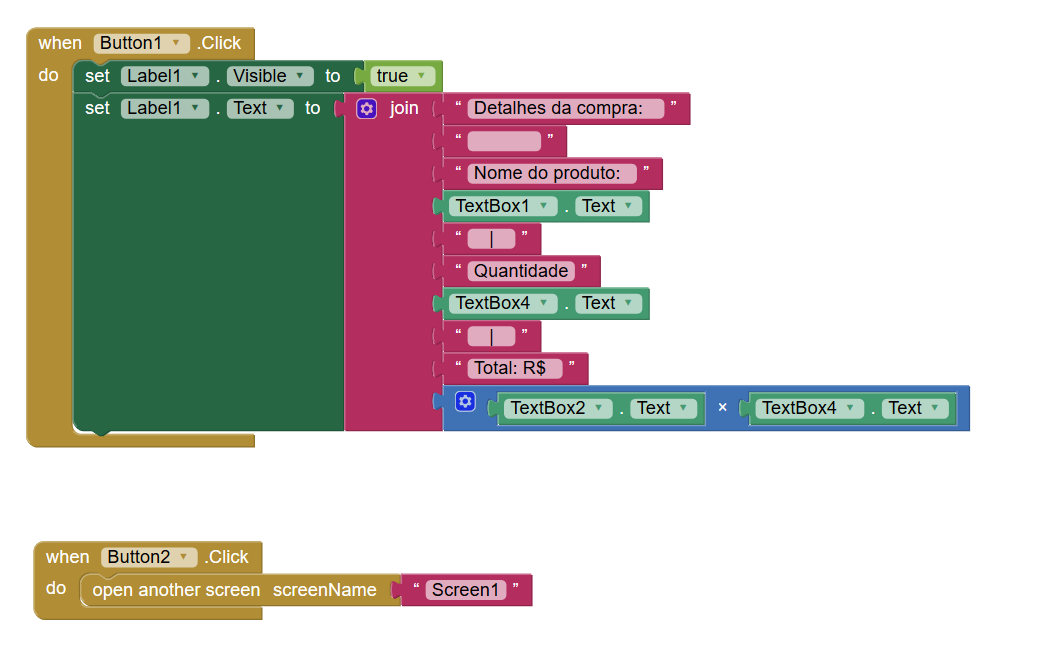 when Button1 .Click
do set Label1 . Visible to true
set Label1 . Text to join “ Detalhes da compra: ”
“ ”
“ Nome do produto: ”
TextBox1 . Text
“ | ”
“ Quantidade ”
TextBox4 . Text
“ | ”
“ Total: R$ ”
TextBox2 . Text × TextBox4 . Text
when Button2 .Click
do open another screen screenName “ Screen1 ”